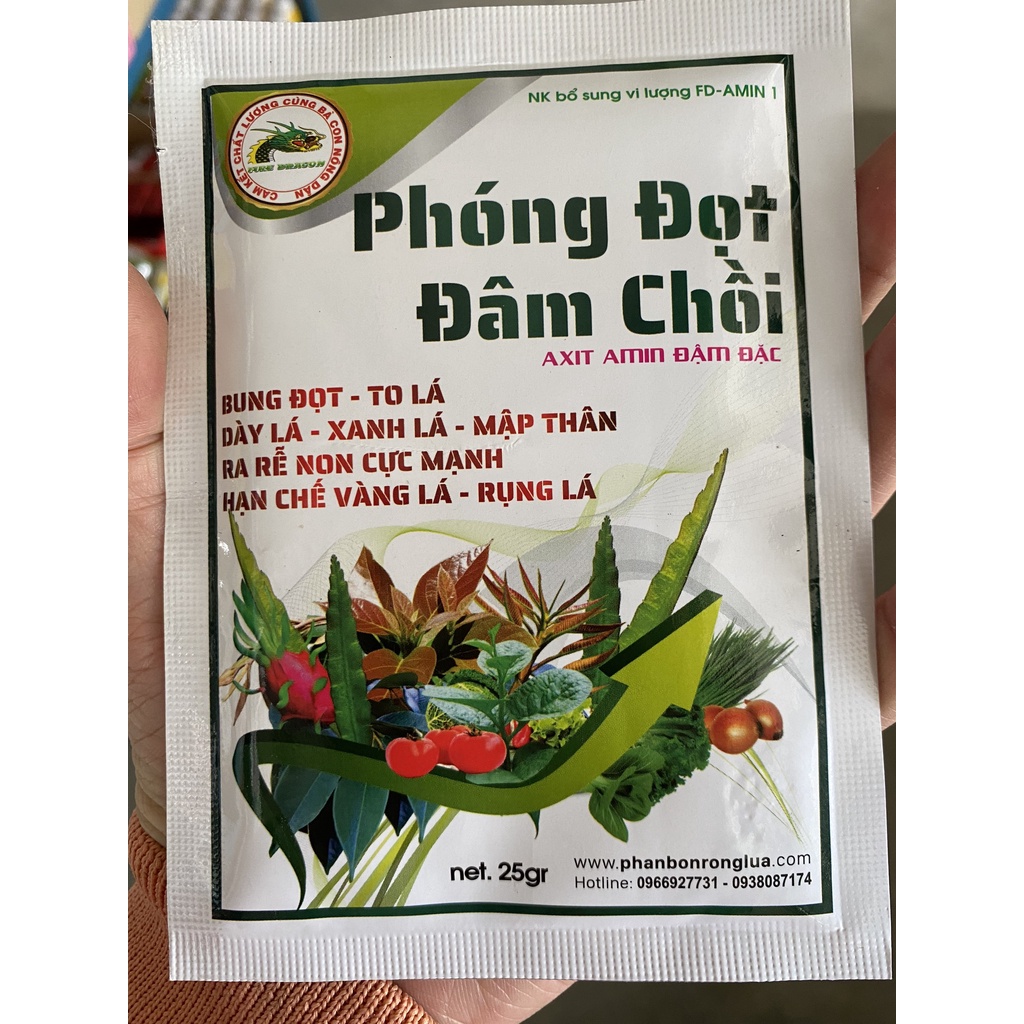 NK bổ sung vi lượng FD-AMIN 1
CAM KẾT CHẤT LƯỢNG CÙNG BÀ CON NÔNG DÂN
FIRE DRAGON
Phóng Đọt
Đâm Chồi
AXIT AMIN ĐẬM ĐẶC
BUNG ĐỌT - TO LÁ
DÀY LÁ - XANH LÁ - MẬP THÂN
RA RỄ NON CỰC MẠNH
HẠN CHẾ VÀNG LÁ - RỤNG LÁ
net. 25gr
www.phanbonronglua.com
Hotline: 0966927731 - 0938087174